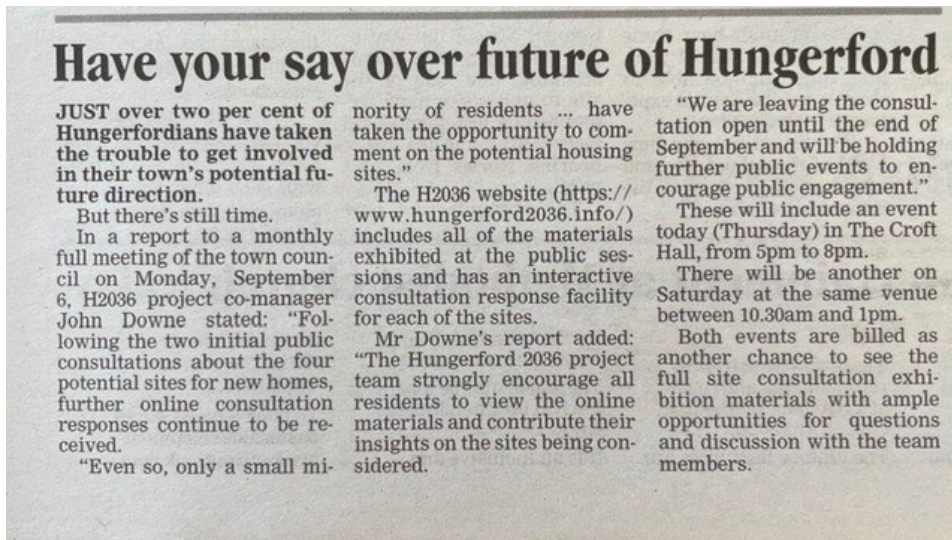 Have your say over future of Hungerford
JUST over two per cent of
Hungerfordians have taken
the trouble to get involved
in their town's potential fu-
ture direction.
But there's still time.
In a report to a monthly
full meeting of the town coun-
cil on Monday, September
6, H2036 project co-manager
John Downe stated: "Fol-
lowing the two initial public
consultations about the four
potential sites for new homes,
further online consultation
responses continue to be re-
ceived.
"Even so, only a small mi-
nority of residents ... have
taken the opportunity to com-
ment on the potential housing
sites."
The H2036 website (https://
www.hungerford2036.info/)
includes all of the materials
exhibited at the public ses-
sions and has an interactive
consultation response facility
for each of the sites.
Mr Downe's report added:
"The Hungerford 2036 project
team strongly encourage all
residents to view the online
materials and contribute their
insights on the sites being con-
sidered.
"We are leaving the consul-
tation open until the end of
September and will be holding
further public events to en-
courage public engagement."
These will include an event
today (Thursday) in The Croft
Hall, from 5pm to 8pm.
There will be another on
Saturday at the same venue
between 10.30am and 1pm.
Both events are billed as
another chance to see the
full site consultation exhi-
bition materials with ample
opportunities for questions
and discussion with the team
members.